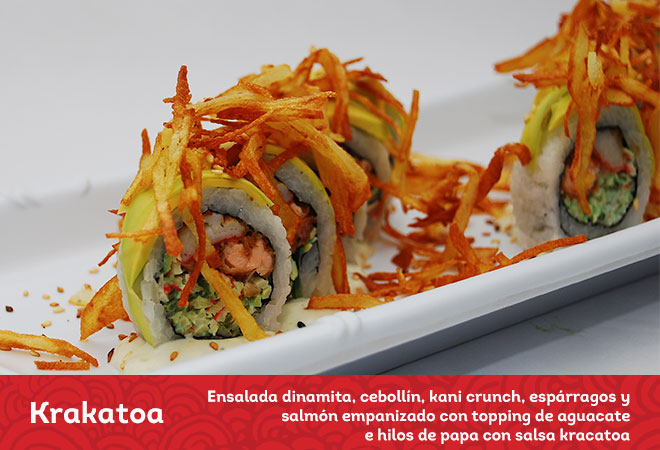 Krakatoa
Ensalada dinamita, cebollín, kani crunch, espárragos y
salmón empanizado con topping de aguacate
e hilos de papa con salsa kracatoa